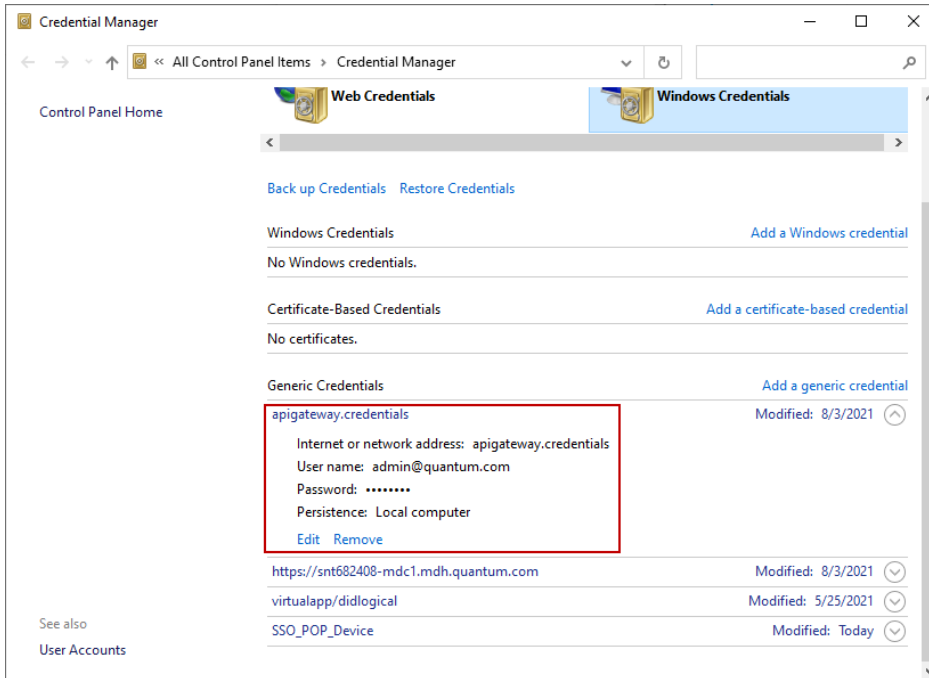 Credential Manager
« All Control Panel Items › Credential Manager
Control Panel Home
Web Credentials
Windows Credentials
Back up Credentials Restore Credentials
Windows Credentials Add a Windows credential
No Windows credentials.
Certificate-Based Credentials Add a certificate-based credential
No certificates.
Generic Credentials Add a generic credential
apigateway.credentials Modified: 8/3/2021
Internet or network address: apigateway.credentials
User name: admin@quantum.com
Password: ••••••••
Persistence: Local computer
Edit Remove
https://snt682408-mdc1.mdh.quantum.com Modified: 8/3/2021
virtualapp/didlogical Modified: 5/25/2021
SSO_POP_Device Modified: Today
See also
User Accounts